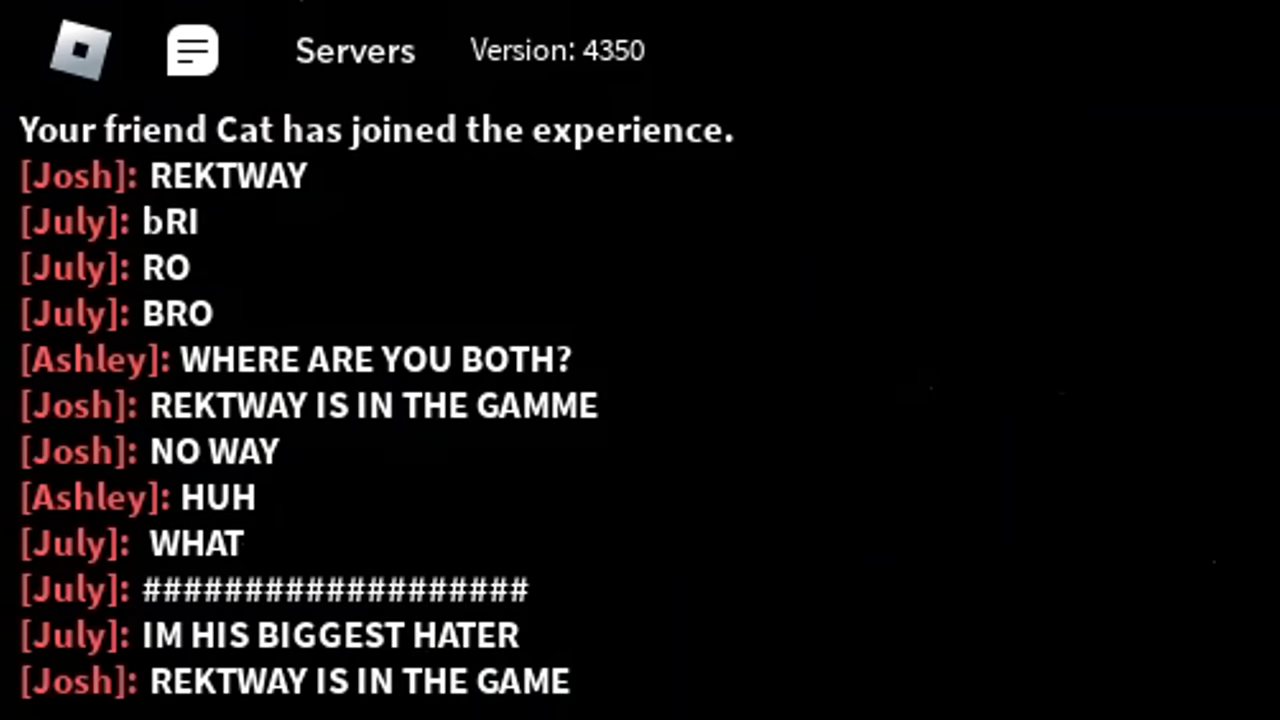 Servers Version: 4350
Your friend Cat has joined the experience.
[Josh]: REKTWAY
[July]: bRI
[July]: RO
[July]: BRO
[Ashley]: WHERE ARE YOU BOTH?
[Josh]: REKTWAY IS IN THE GAMME
[Josh]: NO WAY
[Ashley]: HUH
[July]: WHAT
[July]: ###################
[July]: IM HIS BIGGEST HATER
[Josh]: REKTWAY IS IN THE GAME